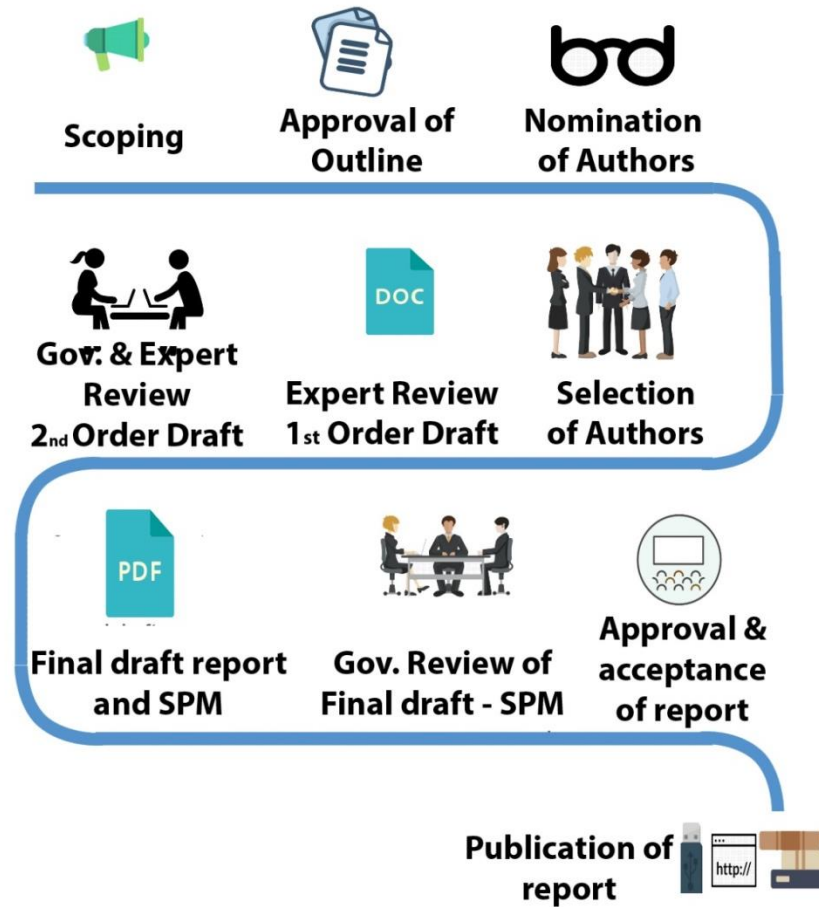 Scoping
Approval of
Outline
Nomination
of Authors
Gov. & Expert
Review
2nd Order Draft
DOC
Expert Review
1st Order Draft
Selection
of Authors
PDF
Final draft report
and SPM
Gov. Review of
Final draft - SPM
Approval &
acceptance
of report
Publication of
report
http://